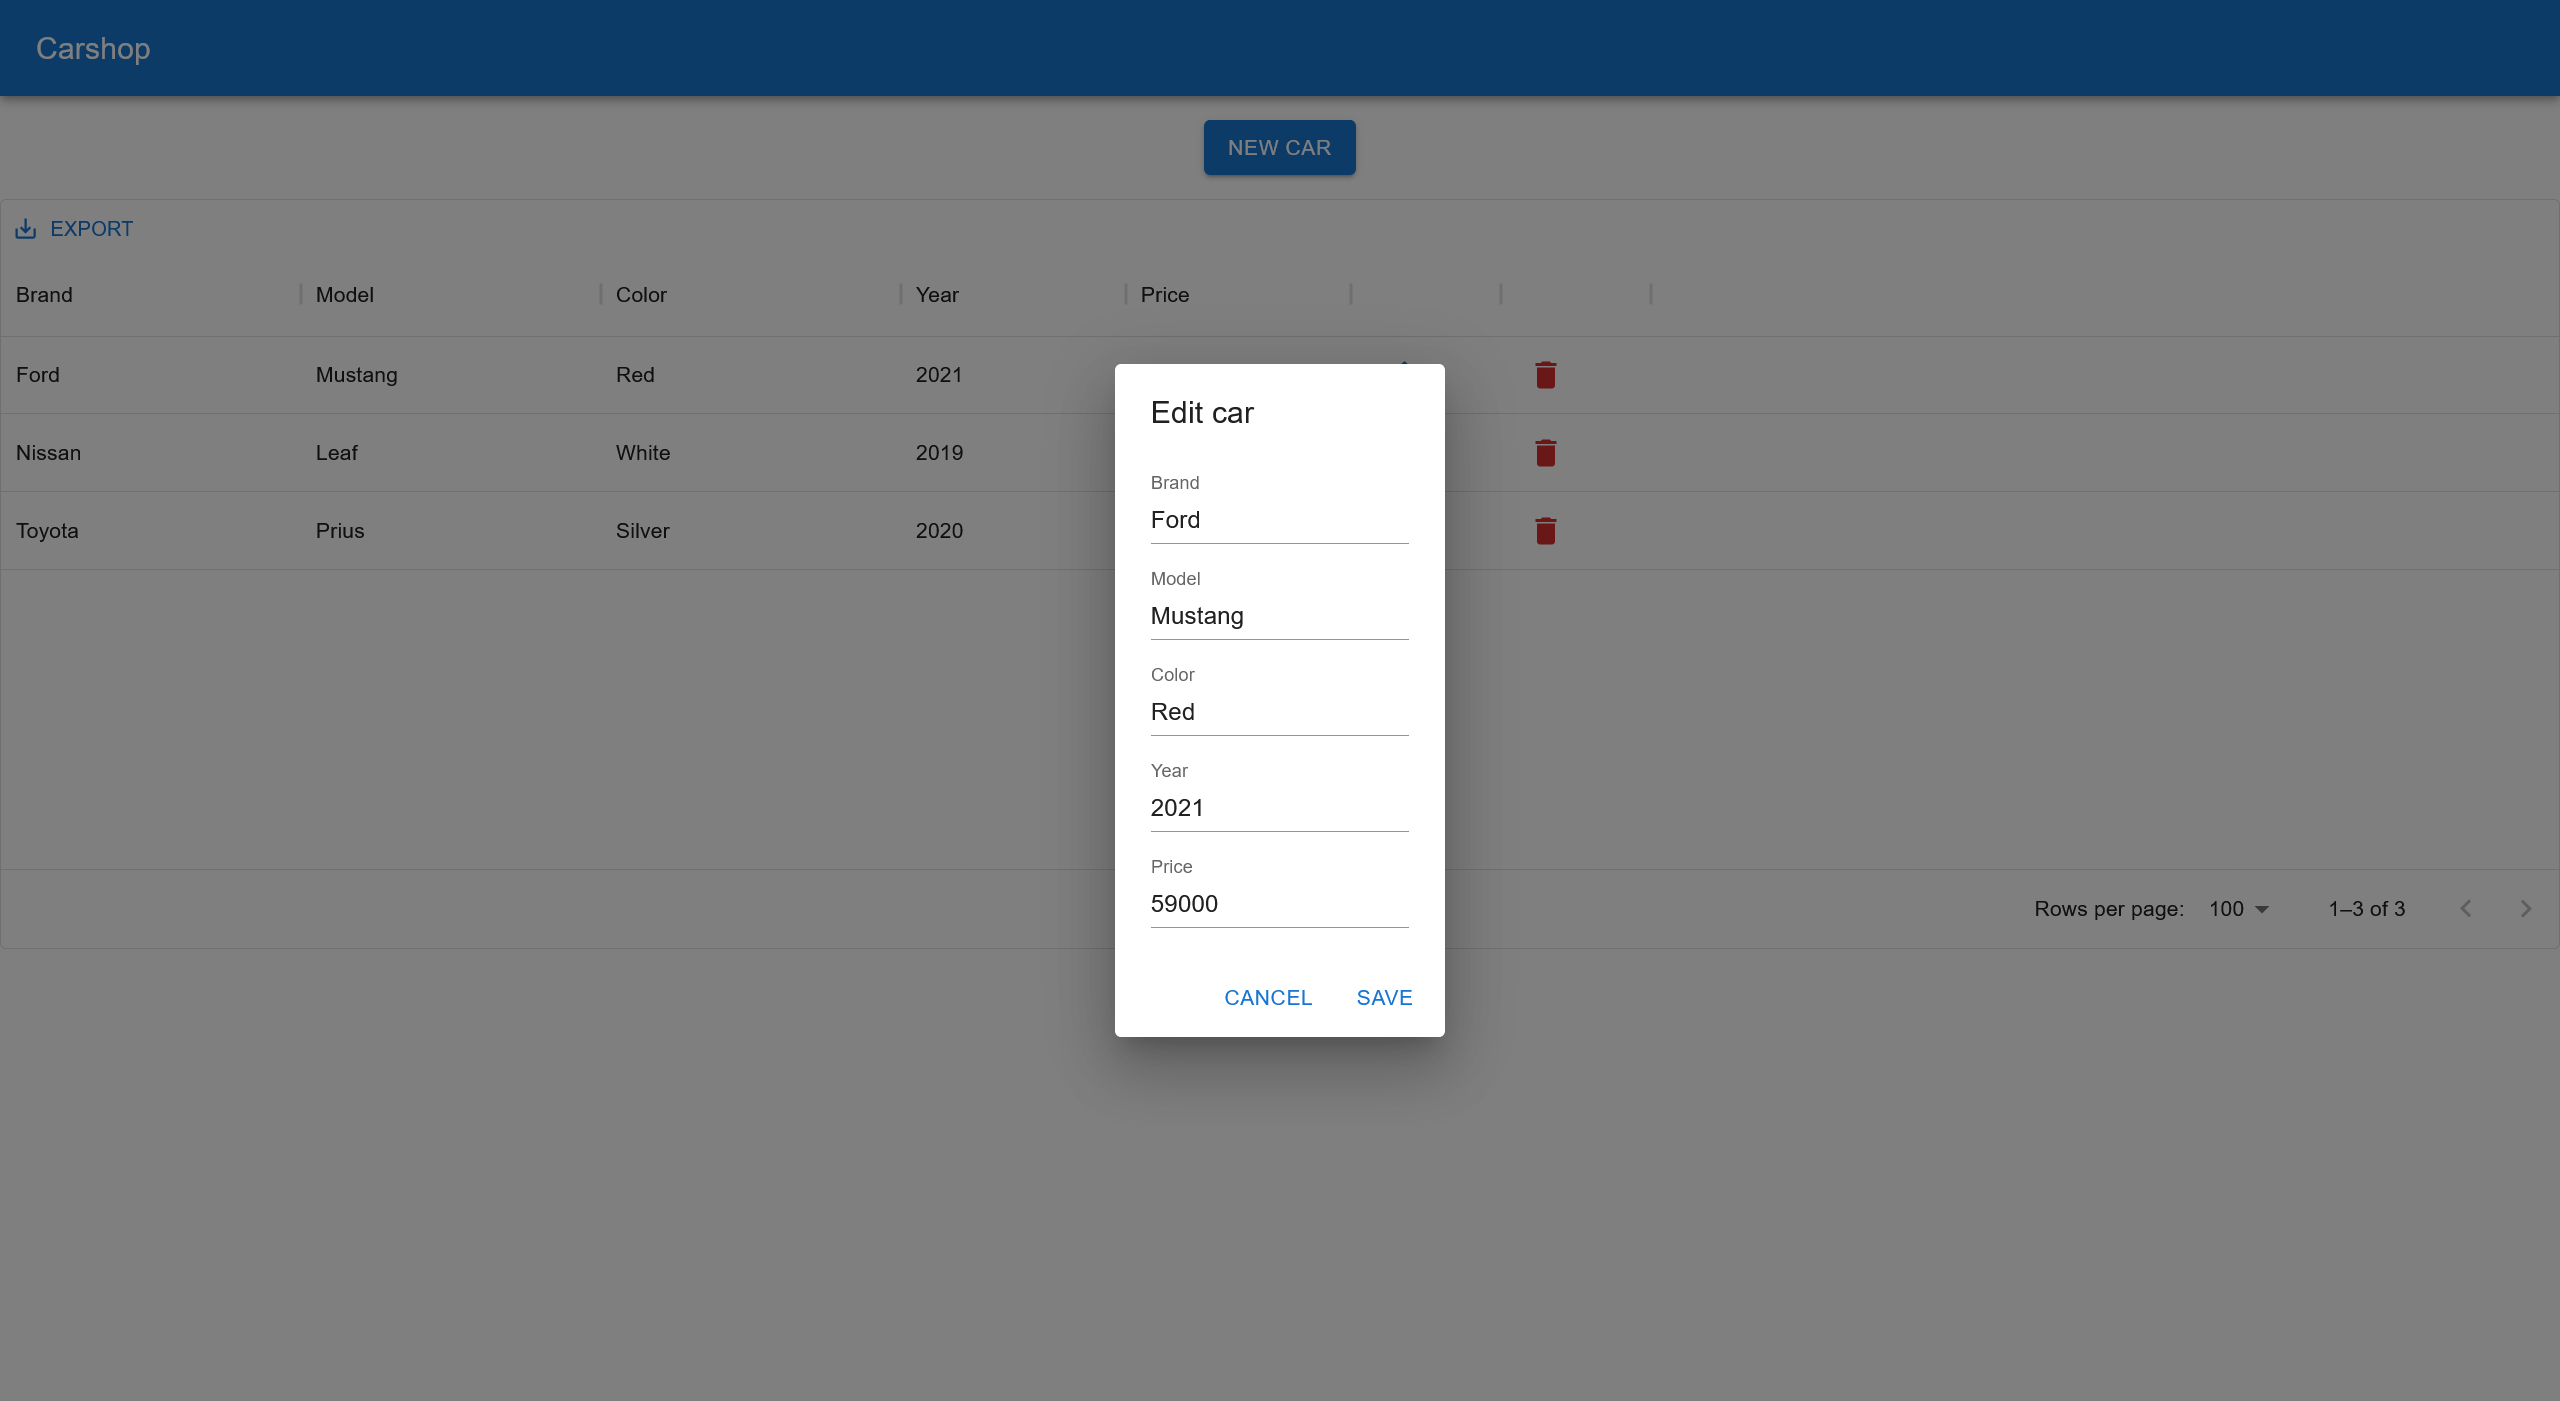 Carshop
NEW CAR
EXPORT
Brand Model Color Year Price
Ford Mustang Red 2021
Nissan Leaf White 2019
Toyota Prius Silver 2020
Edit car
Brand
Ford
Model
Mustang
Color
Red
Year
2021
Price
59000
CANCEL SAVE
Rows per page: 100 1–3 of 3